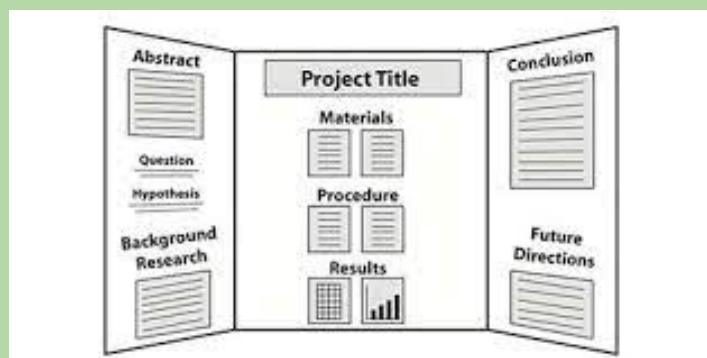 Abstract
Question
Hypothesis
Background
Research
Project Title
Materials
Procedure
Results
Conclusion
Future
Directions